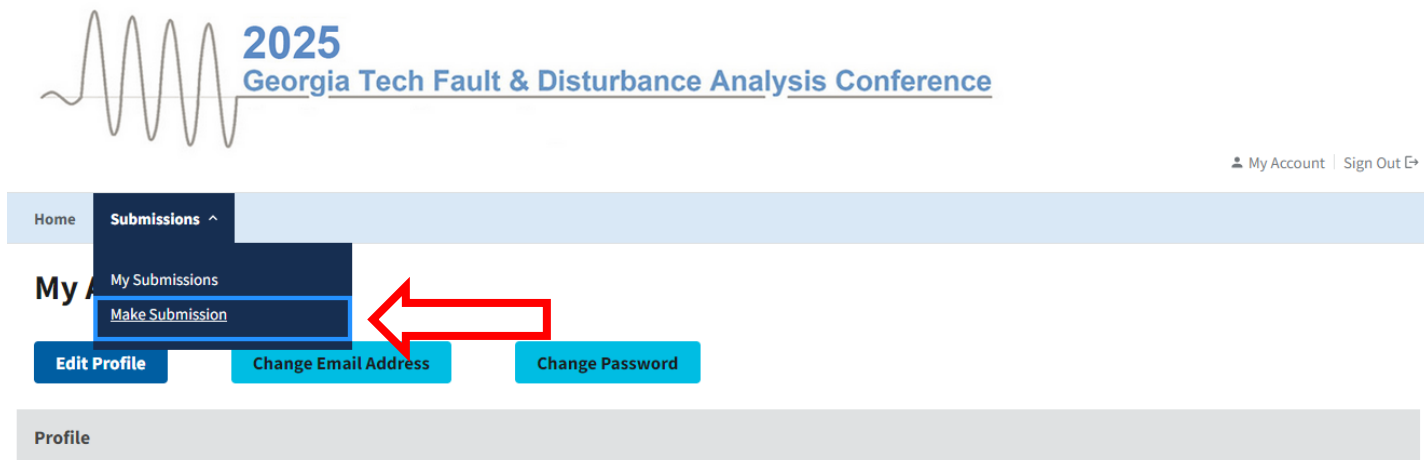 2025
Georgia Tech Fault & Disturbance Analysis Conference
My Account
Sign Out
Home
Submissions
My Submissions
My
Make Submission
Edit Profile
Change Email Address
Change Password
Profile